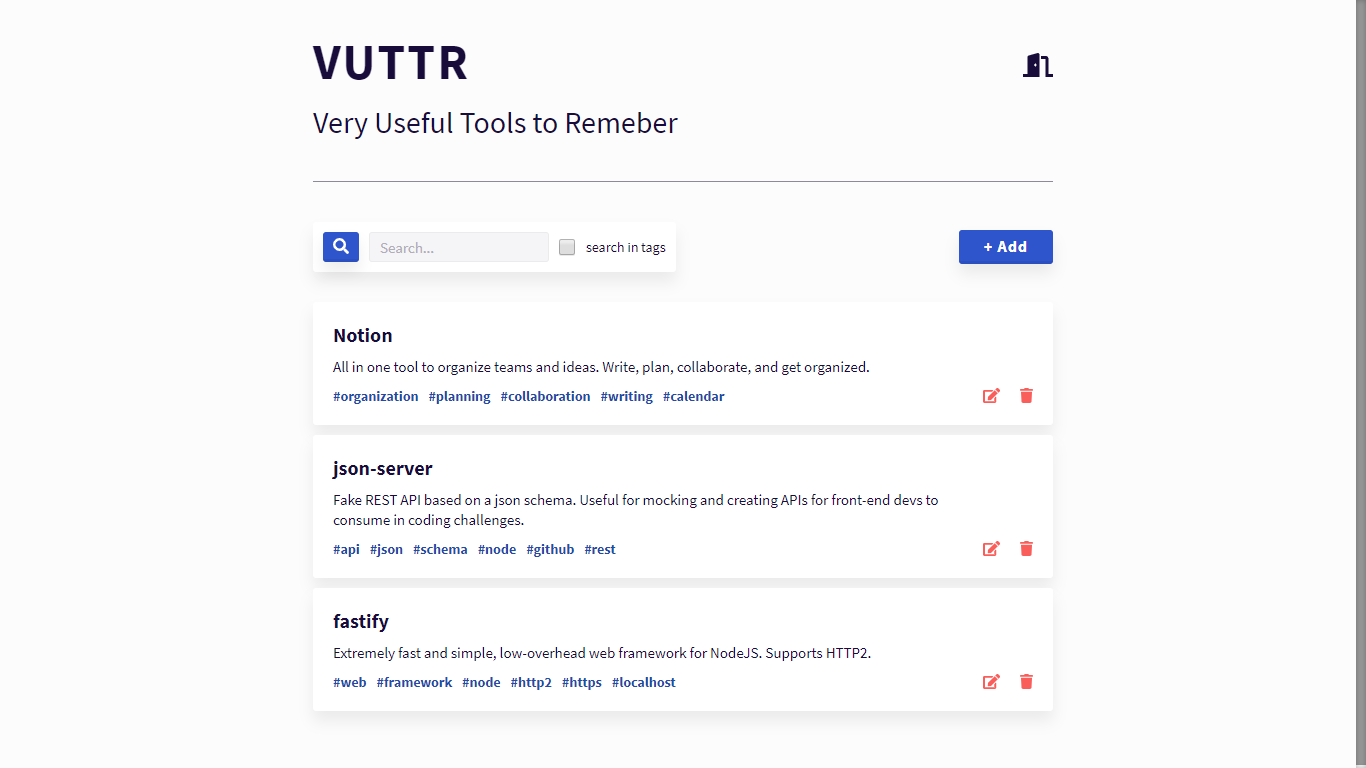 VUTTR
Very Useful Tools to Remeber
Search...
search in tags
+ Add
Notion
All in one tool to organize teams and ideas. Write, plan, collaborate, and get organized.
#organization #planning #collaboration #writing #calendar
json-server
Fake REST API based on a json schema. Useful for mocking and creating APIs for front-end devs to
consume in coding challenges.
#api #json #schema #node #github #rest
fastify
Extremely fast and simple, low-overhead web framework for NodeJS. Supports HTTP2.
#web #framework #node #http2 #https #localhost